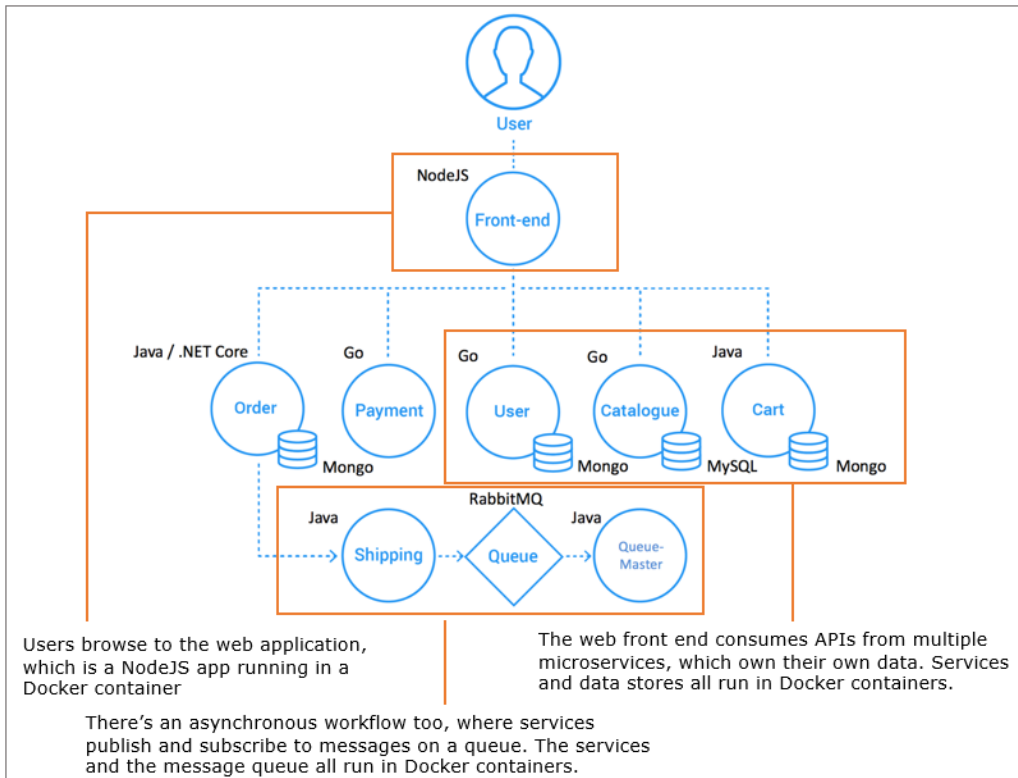 User
NodeJS
Front-end
Java / .NET Core
Go
Go
Go
Java
Order
Payment
User
Catalogue
Cart
Mongo
Mongo
MySQL
Mongo
RabbitMQ
Java
Java
Shipping
Queue
Queue-
Master
Users browse to the web application,
which is a NodeJS app running in a
Docker container
The web front end consumes APIs from multiple
microservices, which own their own data. Services
and data stores all run in Docker containers.
There’s an asynchronous workflow too, where services
publish and subscribe to messages on a queue. The services
and the message queue all run in Docker containers.